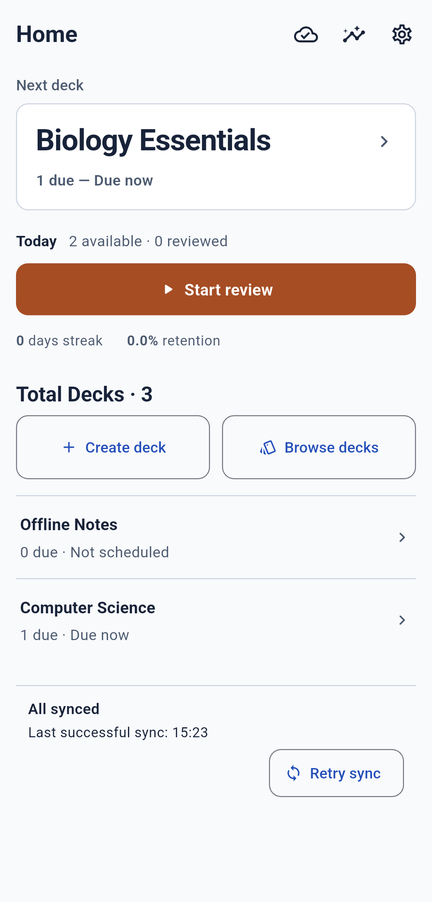 Home
Next deck
Biology Essentials
1 due — Due now
Today 2 available · 0 reviewed
Start review
0 days streak 0.0% retention
Total Decks · 3
Create deck Browse decks
Offline Notes
0 due · Not scheduled
Computer Science
1 due · Due now
All synced
Last successful sync: 15:23
Retry sync